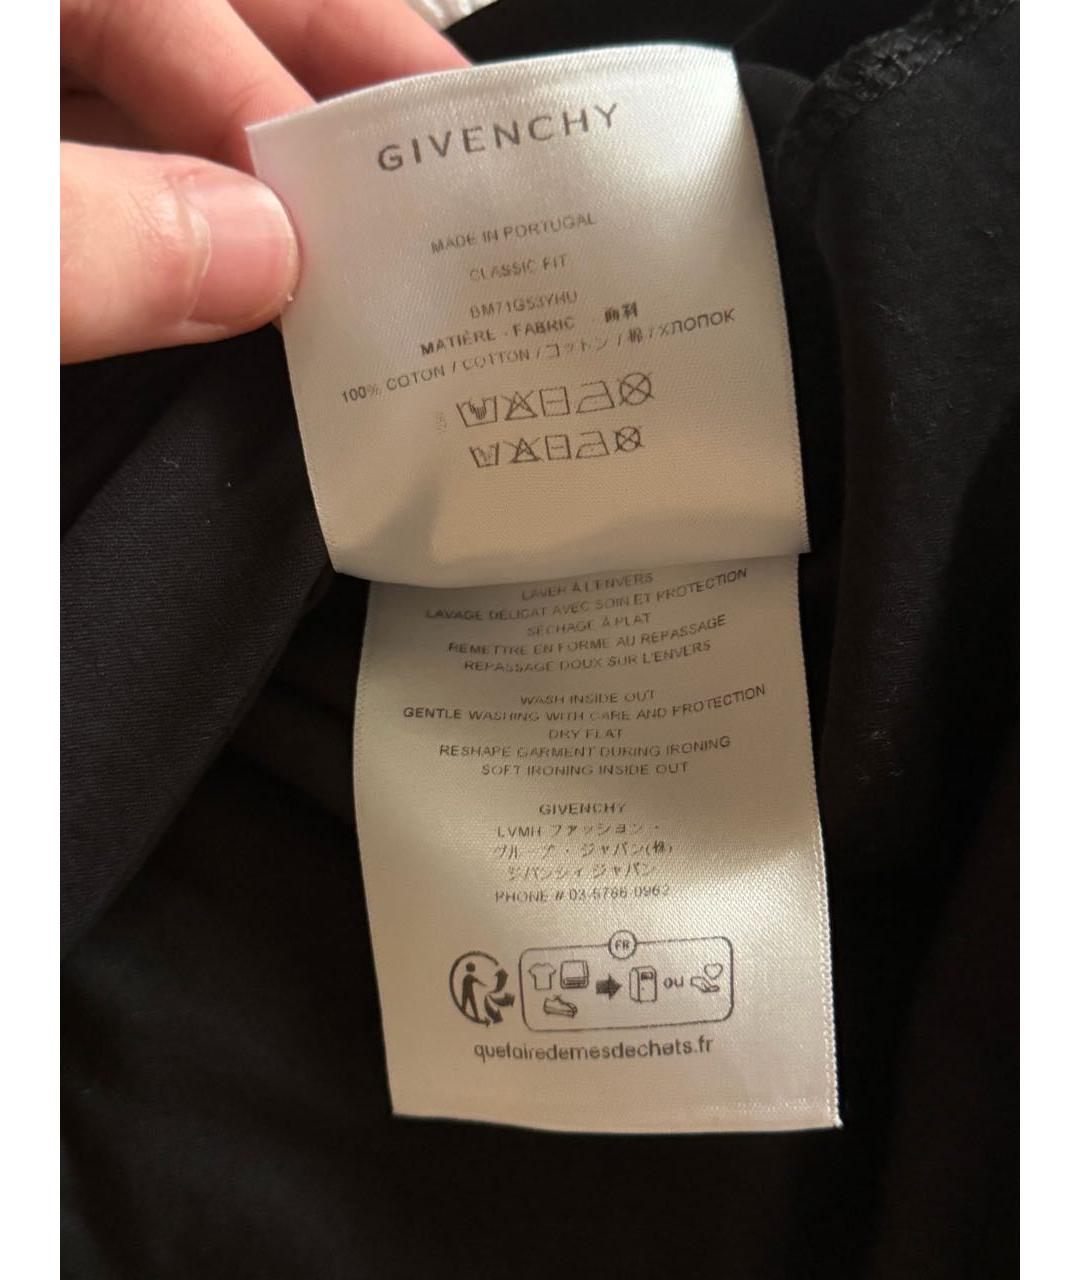 GIVENCHY
MADE IN PORTUGAL
CLASSIC FIT
BM71G53YHU
MATIÈRE - FABRIC 面料
100% COTON / COTTON / コットン / 棉 / ХЛОПОК
LAVER À L'ENVERS
LAVAGE DÉLICAT AVEC SOIN ET PROTECTION
SÉCHAGE À PLAT
REMETTRE EN FORME AU REPASSAGE
REPASSAGE DOUX SUR L'ENVERS
WASH INSIDE OUT
GENTLE WASHING WITH CARE AND PROTECTION
DRY FLAT
RESHAPE GARMENT DURING IRONING
SOFT IRONING INSIDE OUT
GIVENCHY
LVMH ファッション・
グループ・ジャパン(株)
ジバンシィ ジャパン
PHONE # 03-5786-0962
FR
ou
quefairedemesdechets.fr